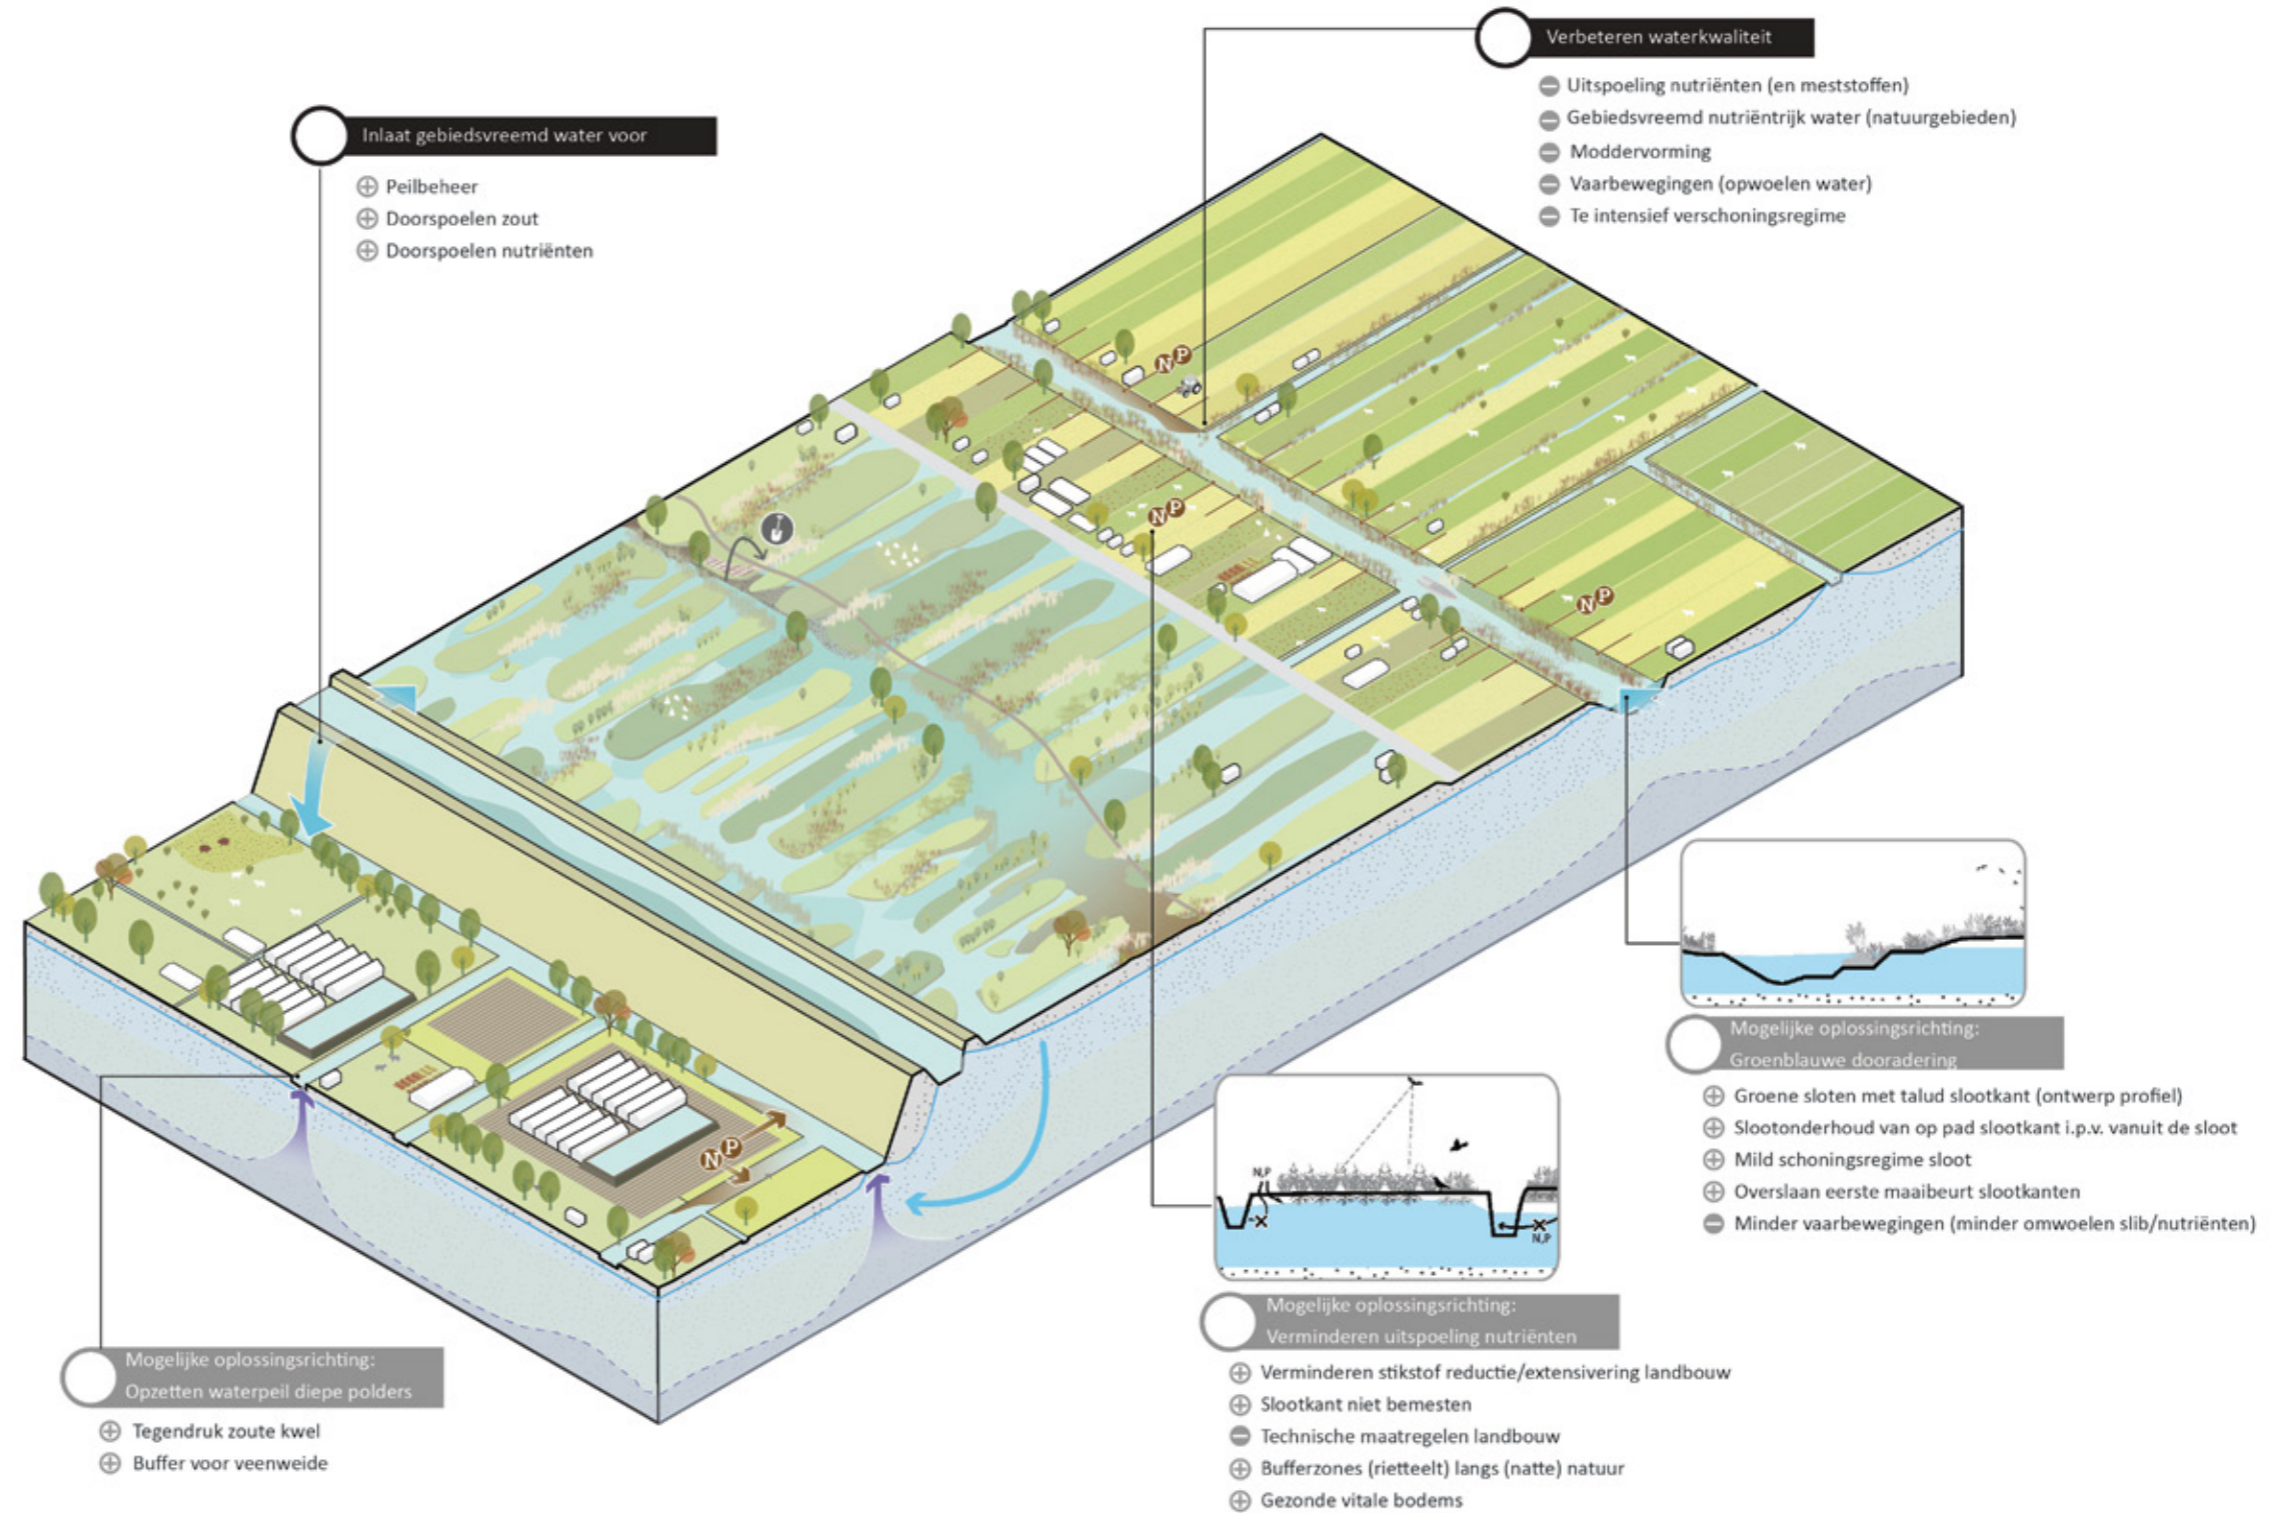 Verbeteren waterkwaliteit
Uitspoeling nutriënten (en meststoffen)
Gebiedsvreemd nutriëntrijk water (natuurgebieden)
Moddervorming
Vaarbewegingen (opwoelen water)
Te intensief verschoningsregime
Inlaat gebiedsvreemd water voor
Peilbeheer
Doorspoelen zout
Doorspoelen nutriënten
N P
N P
N P
N P
Mogelijke oplossingsrichting:
Groenblauwe dooradering
Groene sloten met talud slootkant (ontwerp profiel)
Slootonderhoud van op pad slootkant i.p.v. vanuit de sloot
Mild schoningsregime sloot
Overslaan eerste maaibeurt slootkanten
Minder vaarbewegingen (minder omwoelen slib/nutriënten)
N,P
N,P
Mogelijke oplossingsrichting:
Verminderen uitspoeling nutriënten
Verminderen stikstof reductie/extensivering landbouw
Slootkant niet bemesten
Technische maatregelen landbouw
Bufferzones (rietteelt) langs (natte) natuur
Gezonde vitale bodems
Mogelijke oplossingsrichting:
Opzetten waterpeil diepe polders
Tegendruk zoute kwel
Buffer voor veenweide